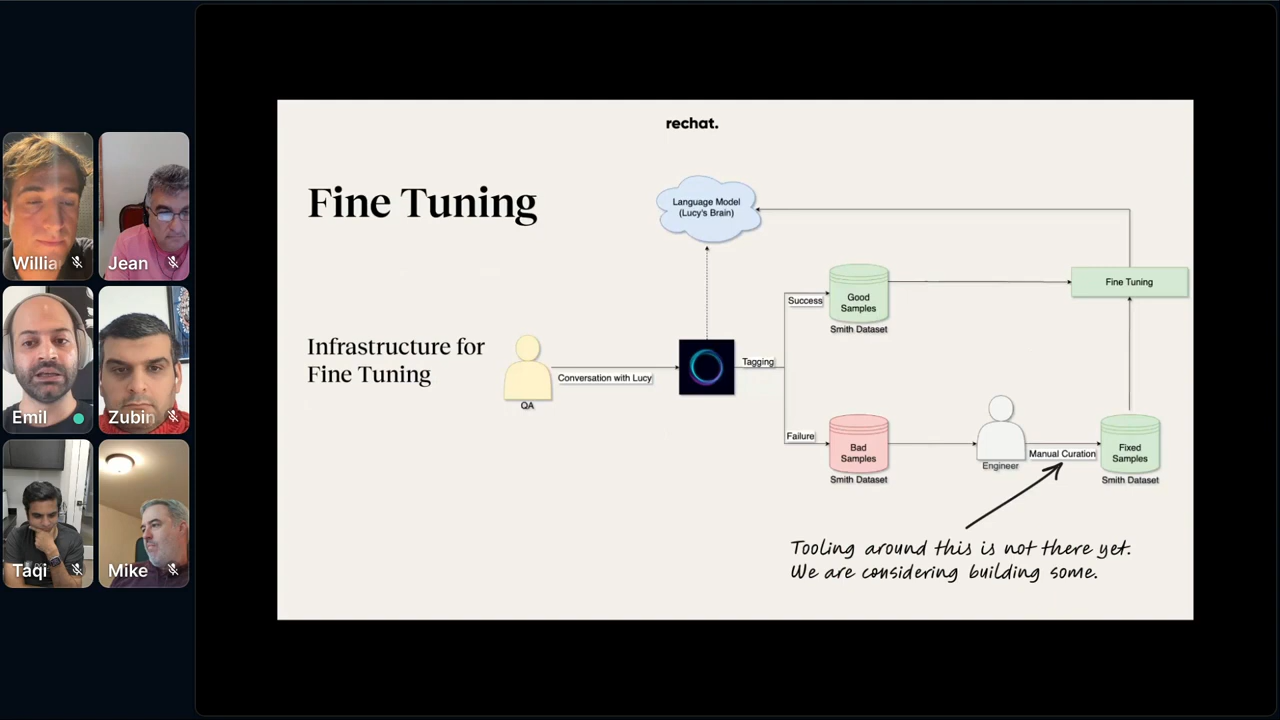 Willia
Jean
Emil
Zubin
Taqi
Mike
rechat.
Fine Tuning
Infrastructure for
Fine Tuning
Language Model
(Lucy's Brain)
QA
Conversation with Lucy
Tagging
Success
Good
Samples
Smith Dataset
Fine Tuning
Failure
Bad
Samples
Smith Dataset
Engineer
Manual Curation
Fixed
Samples
Smith Dataset
Tooling around this is not there yet.
We are considering building some.